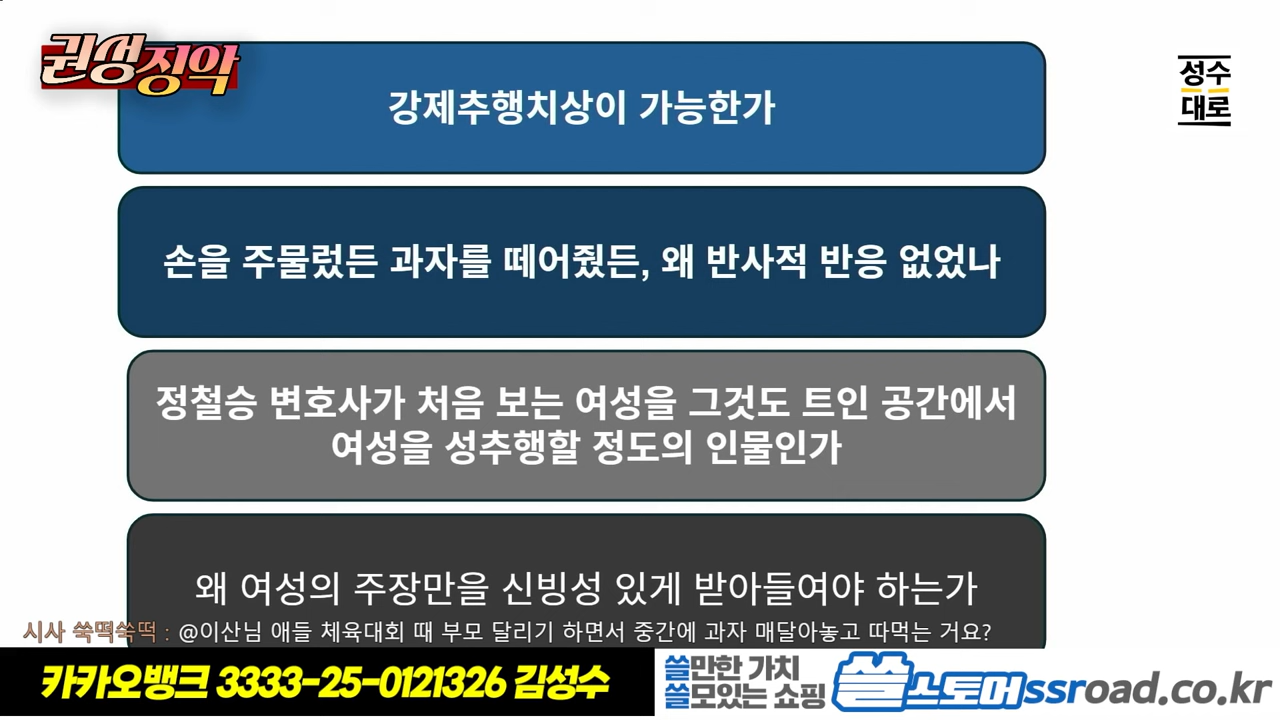 권성징악
성수
대로
강제추행치상이 가능한가
손을 주물렀든 과자를 떼어줬든, 왜 반사적 반응 없었나
정철승 변호사가 처음 보는 여성을 그것도 트인 공간에서
여성을 성추행할 정도의 인물인가
왜 여성의 주장만을 신빙성 있게 받아들여야 하는가
시사 쑥떡쑥떡 : @이산님 애들 체육대회 때 부모 달리기 하면서 중간에 과자 매달아놓고 따먹는 거요?
카카오뱅크 3333-25-0121326 김성수
쓸만한 가치
쓸모있는 쇼핑
쓸스토어ssroad.co.kr